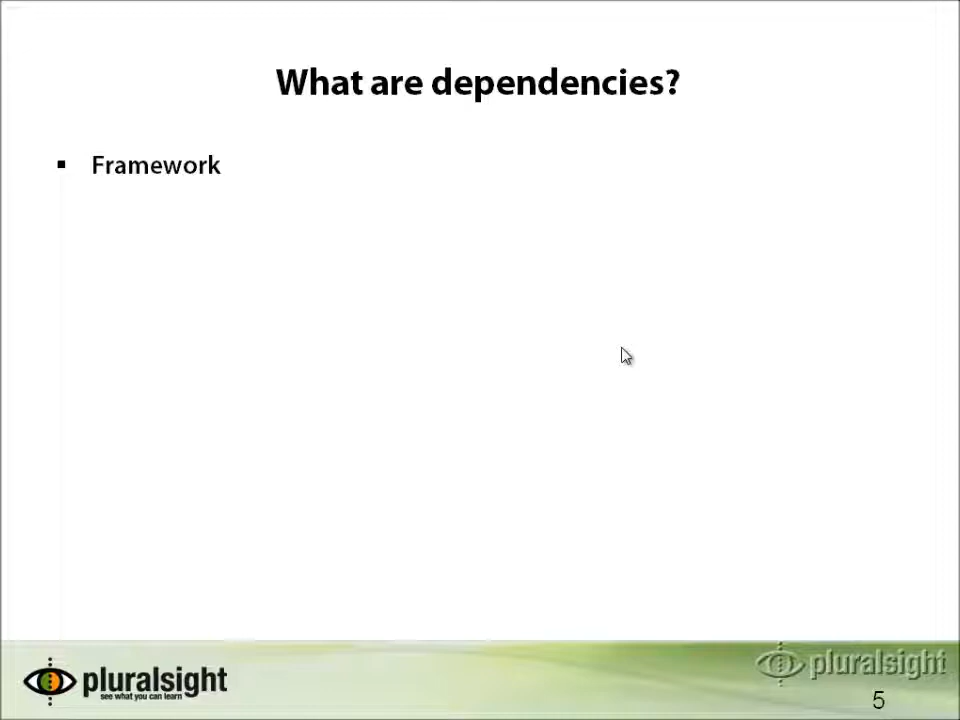 What are dependencies?
▪ Framework
pluralsight
see what you can learn
pluralsight
5